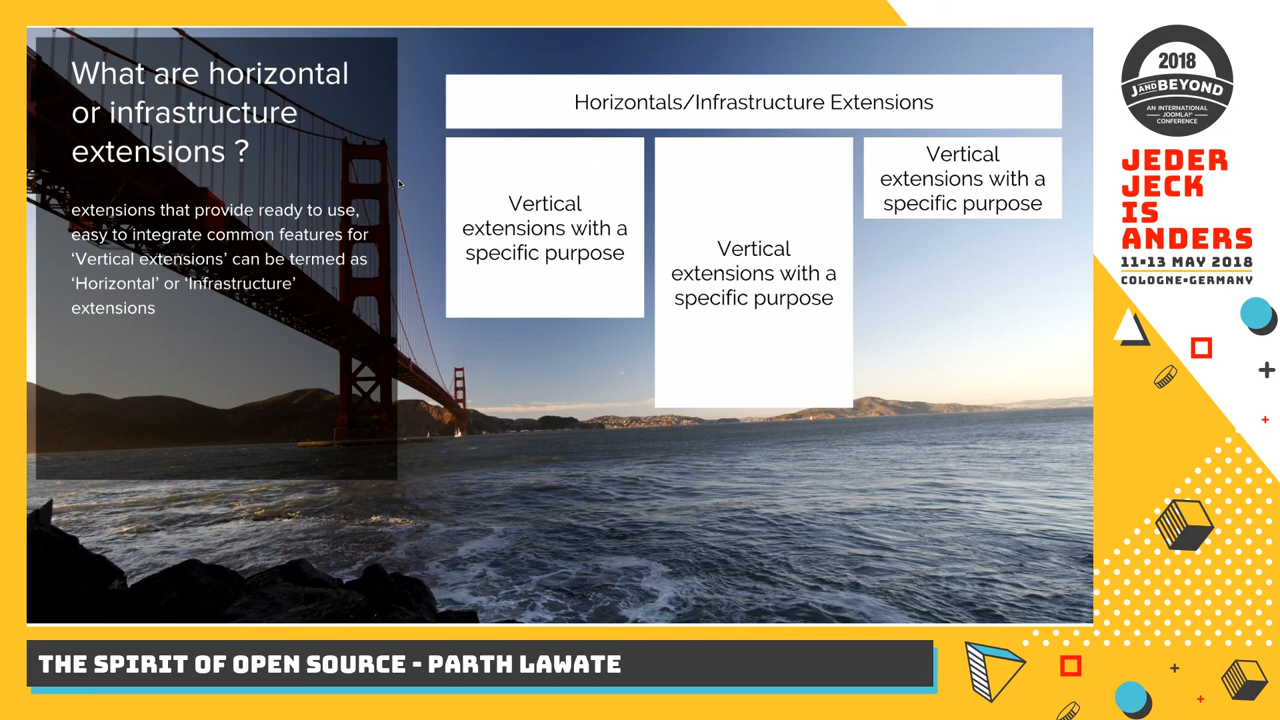 What are horizontal
or infrastructure
extensions ?
extensions that provide ready to use,
easy to integrate common features for
‘Vertical extensions’ can be termed as
‘Horizontal’ or ‘Infrastructure’
extensions
Horizontals/Infrastructure Extensions
Vertical
extensions with a
specific purpose
Vertical
extensions with a
specific purpose
Vertical
extensions with a
specific purpose
2018
J AND BEYOND
AN INTERNATIONAL
JOOMLA!®
CONFERENCE
JEDER
JECK
IS
ANDERS
11•13 MAY 2018
COLOGNE•GERMANY
THE SPIRIT OF OPEN SOURCE - PARTH LAWATE